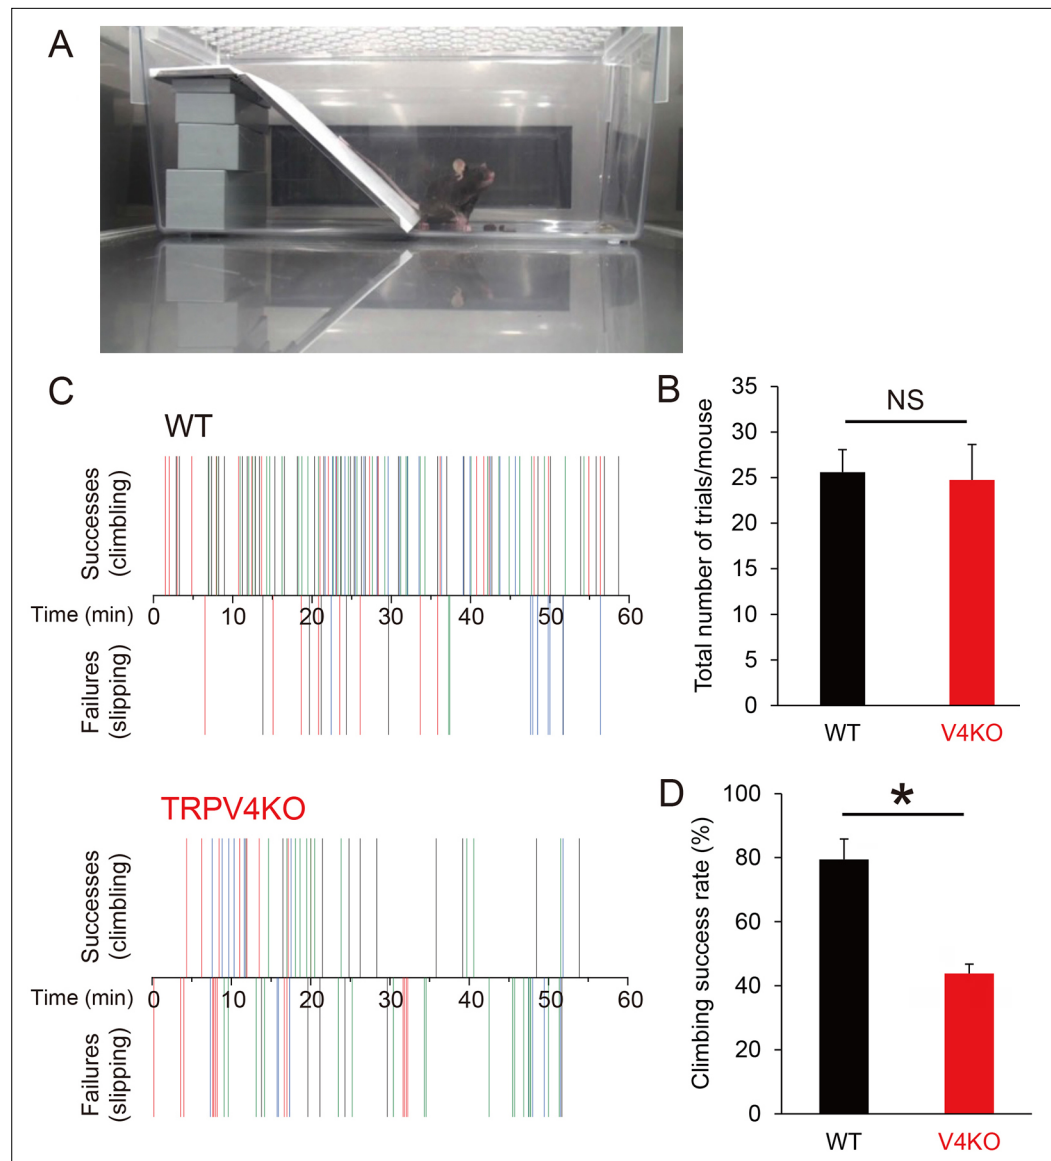 A
C
WT
Successes
(climbling)
Time (min)
0 10 20 30 40 50 60
Failures
(slipping)
B
Total number of trials/mouse
35
30
25
20
15
10
5
0
NS
WT
V4KO
TRPV4KO
Successes
(climbling)
Time (min)
0 10 20 30 40 50 60
Failures
(slipping)
D
Climbing success rate (%)
100
80
60
40
20
0
*
WT
V4KO